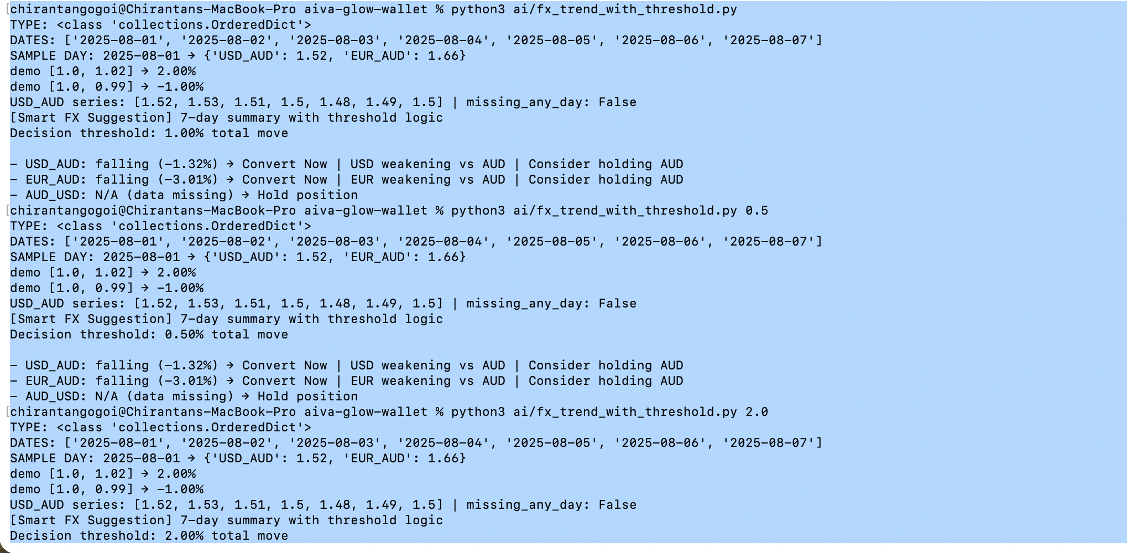 chirantangogoi@Chirantans-MacBook-Pro aiva-glow-wallet % python3 ai/fx_trend_with_threshold.py
TYPE: <class 'collections.OrderedDict'>
DATES: ['2025-08-01', '2025-08-02', '2025-08-03', '2025-08-04', '2025-08-05', '2025-08-06', '2025-08-07']
SAMPLE DAY: 2025-08-01 → {'USD_AUD': 1.52, 'EUR_AUD': 1.66}
demo [1.0, 1.02] → 2.00%
demo [1.0, 0.99] → -1.00%
USD_AUD series: [1.52, 1.53, 1.51, 1.5, 1.48, 1.49, 1.5] | missing_any_day: False
[Smart FX Suggestion] 7-day summary with threshold logic
Decision threshold: 1.00% total move
- USD_AUD: falling (-1.32%) → Convert Now | USD weakening vs AUD | Consider holding AUD
- EUR_AUD: falling (-3.01%) → Convert Now | EUR weakening vs AUD | Consider holding AUD
- AUD_USD: N/A (data missing) → Hold position
chirantangogoi@Chirantans-MacBook-Pro aiva-glow-wallet % python3 ai/fx_trend_with_threshold.py 0.5
TYPE: <class 'collections.OrderedDict'>
DATES: ['2025-08-01', '2025-08-02', '2025-08-03', '2025-08-04', '2025-08-05', '2025-08-06', '2025-08-07']
SAMPLE DAY: 2025-08-01 → {'USD_AUD': 1.52, 'EUR_AUD': 1.66}
demo [1.0, 1.02] → 2.00%
demo [1.0, 0.99] → -1.00%
USD_AUD series: [1.52, 1.53, 1.51, 1.5, 1.48, 1.49, 1.5] | missing_any_day: False
[Smart FX Suggestion] 7-day summary with threshold logic
Decision threshold: 0.50% total move
- USD_AUD: falling (-1.32%) → Convert Now | USD weakening vs AUD | Consider holding AUD
- EUR_AUD: falling (-3.01%) → Convert Now | EUR weakening vs AUD | Consider holding AUD
- AUD_USD: N/A (data missing) → Hold position
chirantangogoi@Chirantans-MacBook-Pro aiva-glow-wallet % python3 ai/fx_trend_with_threshold.py 2.0
TYPE: <class 'collections.OrderedDict'>
DATES: ['2025-08-01', '2025-08-02', '2025-08-03', '2025-08-04', '2025-08-05', '2025-08-06', '2025-08-07']
SAMPLE DAY: 2025-08-01 → {'USD_AUD': 1.52, 'EUR_AUD': 1.66}
demo [1.0, 1.02] → 2.00%
demo [1.0, 0.99] → -1.00%
USD_AUD series: [1.52, 1.53, 1.51, 1.5, 1.48, 1.49, 1.5] | missing_any_day: False
[Smart FX Suggestion] 7-day summary with threshold logic
Decision threshold: 2.00% total move